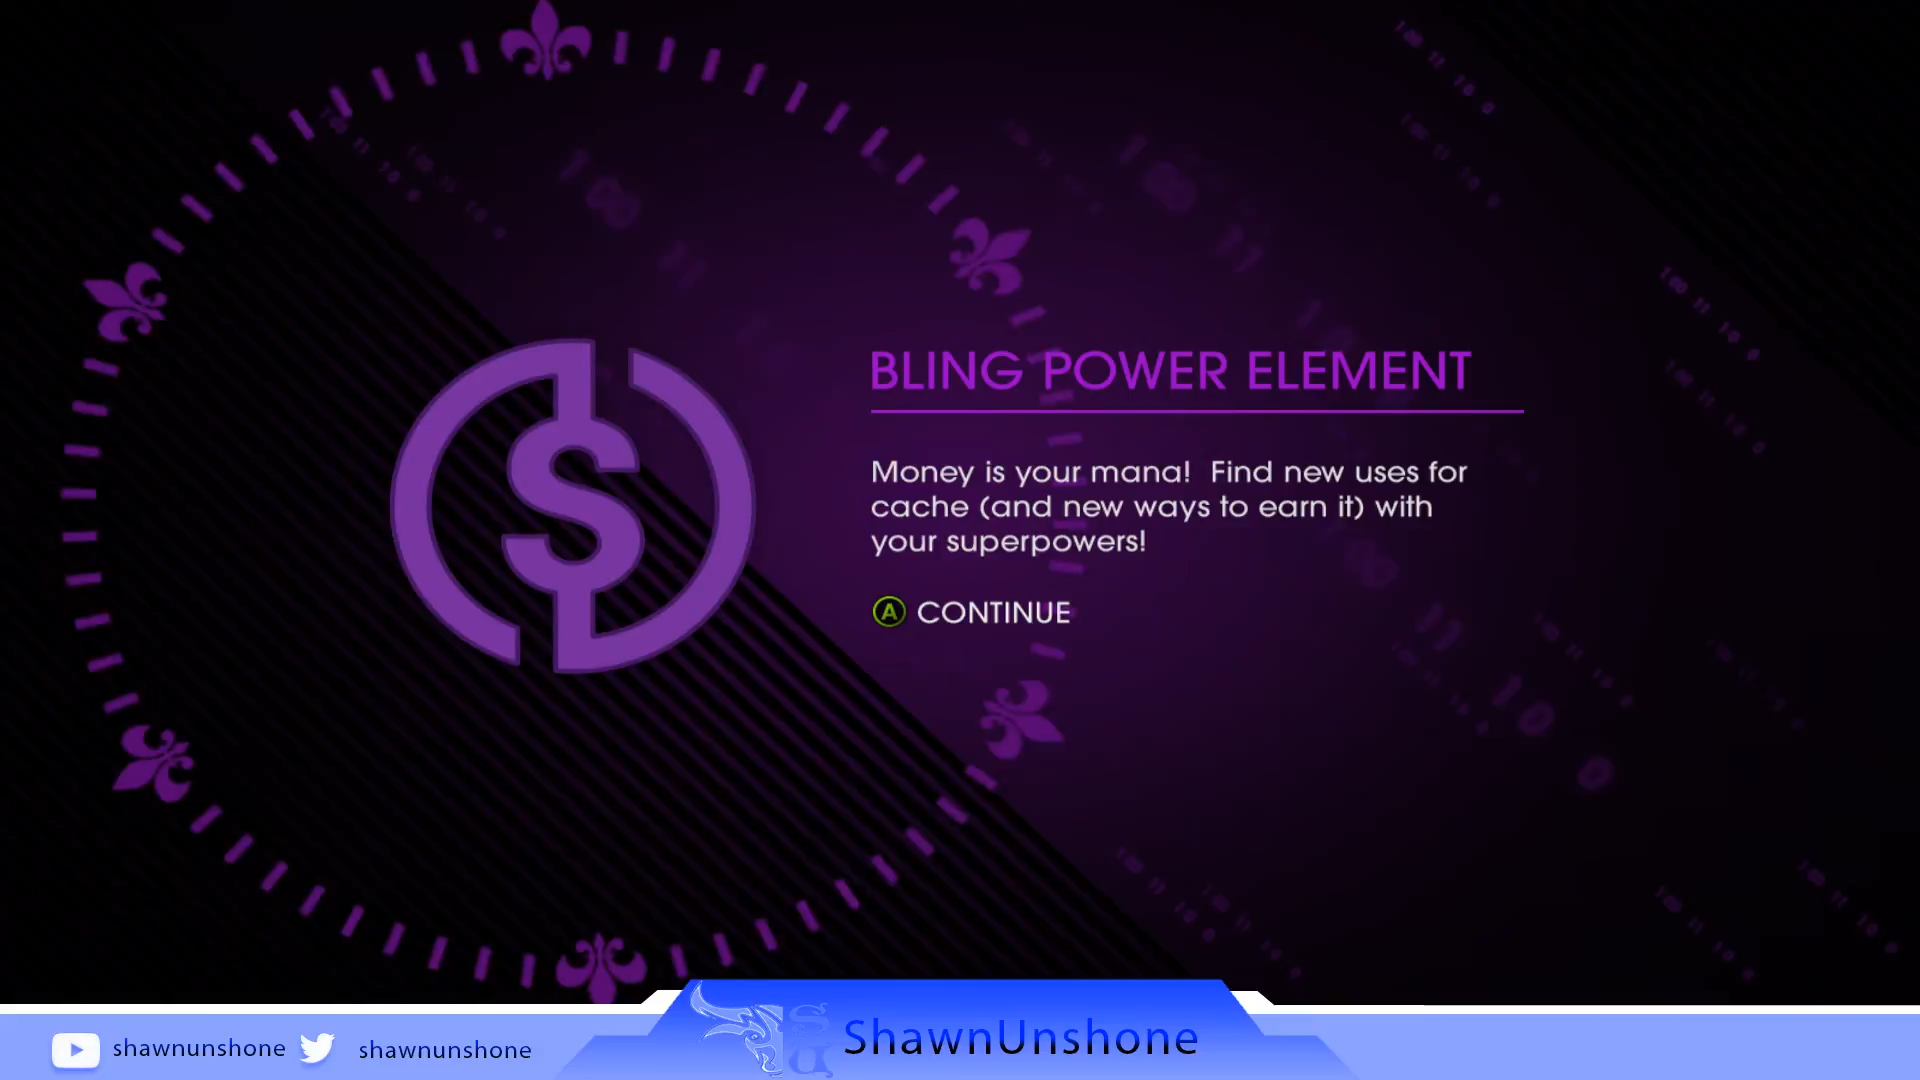 BLING POWER ELEMENT
Money is your mana! Find new uses for
cache (and new ways to earn it) with
your superpowers!
A CONTINUE
shawnunshone
shawnunshone
SU
ShawnUnshone